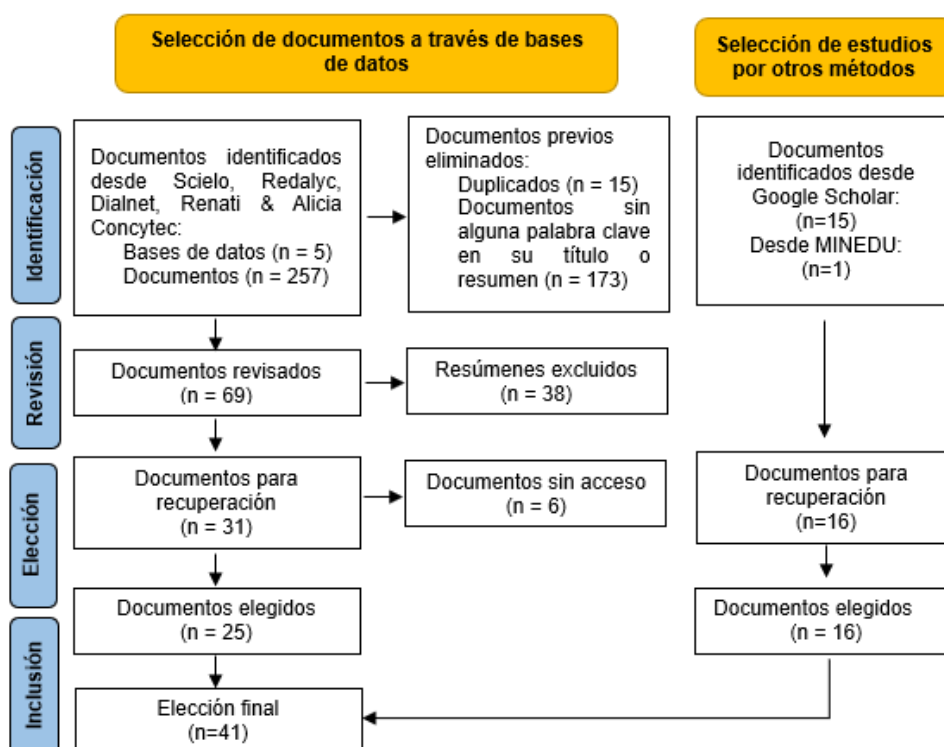 Selección de documentos a través de bases
de datos
Selección de estudios
por otros métodos
Identificación
Documentos identificados
desde Scielo, Redalyc,
Dialnet, Renati & Alicia
Concytec:
Bases de datos (n = 5)
Documentos (n = 257)
Documentos previos
eliminados:
Duplicados (n = 15)
Documentos sin
alguna palabra clave
en su título o
resumen (n = 173)
Documentos
identificados desde
Google Scholar:
(n=15)
Desde MINEDU:
(n=1)
Revisión
Documentos revisados
(n = 69)
Resúmenes excluidos
(n = 38)
Elección
Documentos para
recuperación
(n = 31)
Documentos sin acceso
(n = 6)
Documentos para
recuperación
(n=16)
Documentos elegidos
(n = 25)
Documentos elegidos
(n = 16)
Inclusión
Elección final
(n=41)